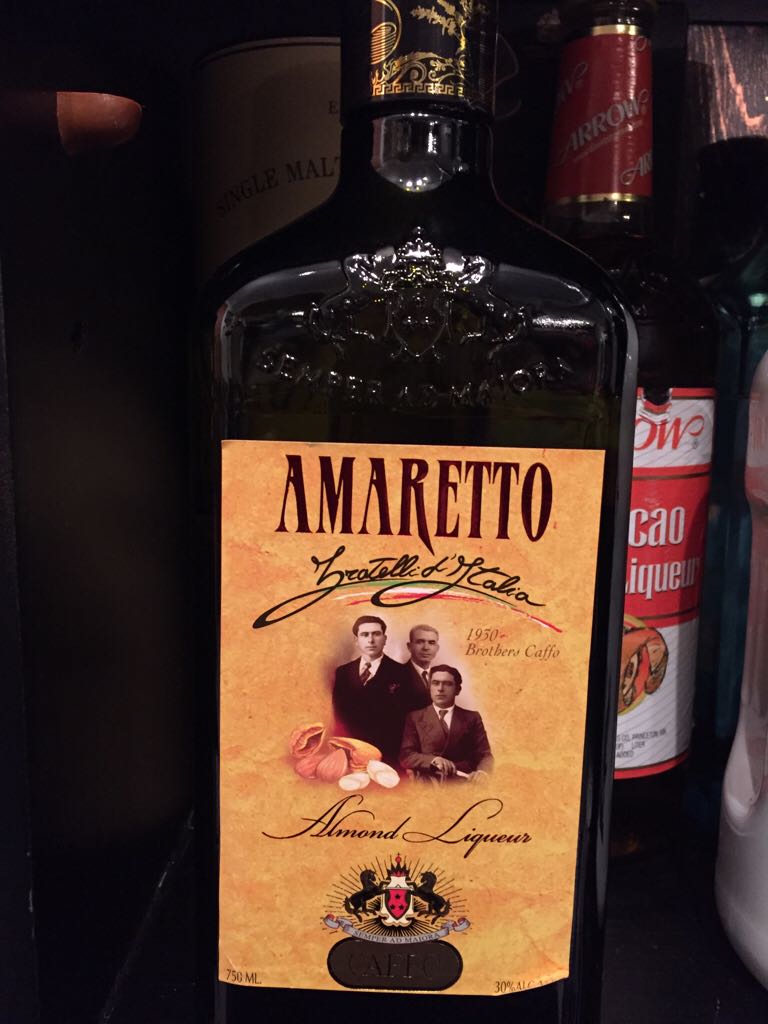 SINGLE MALT
ARROW
SEMPER AD MAIORA
AMARETTO
Fratelli d'Italia
1930
Brothers Caffo
cao
iqueur
Almond Liqueur
SEMPER AD MAIORA
CAFFO
750 ML.
30%